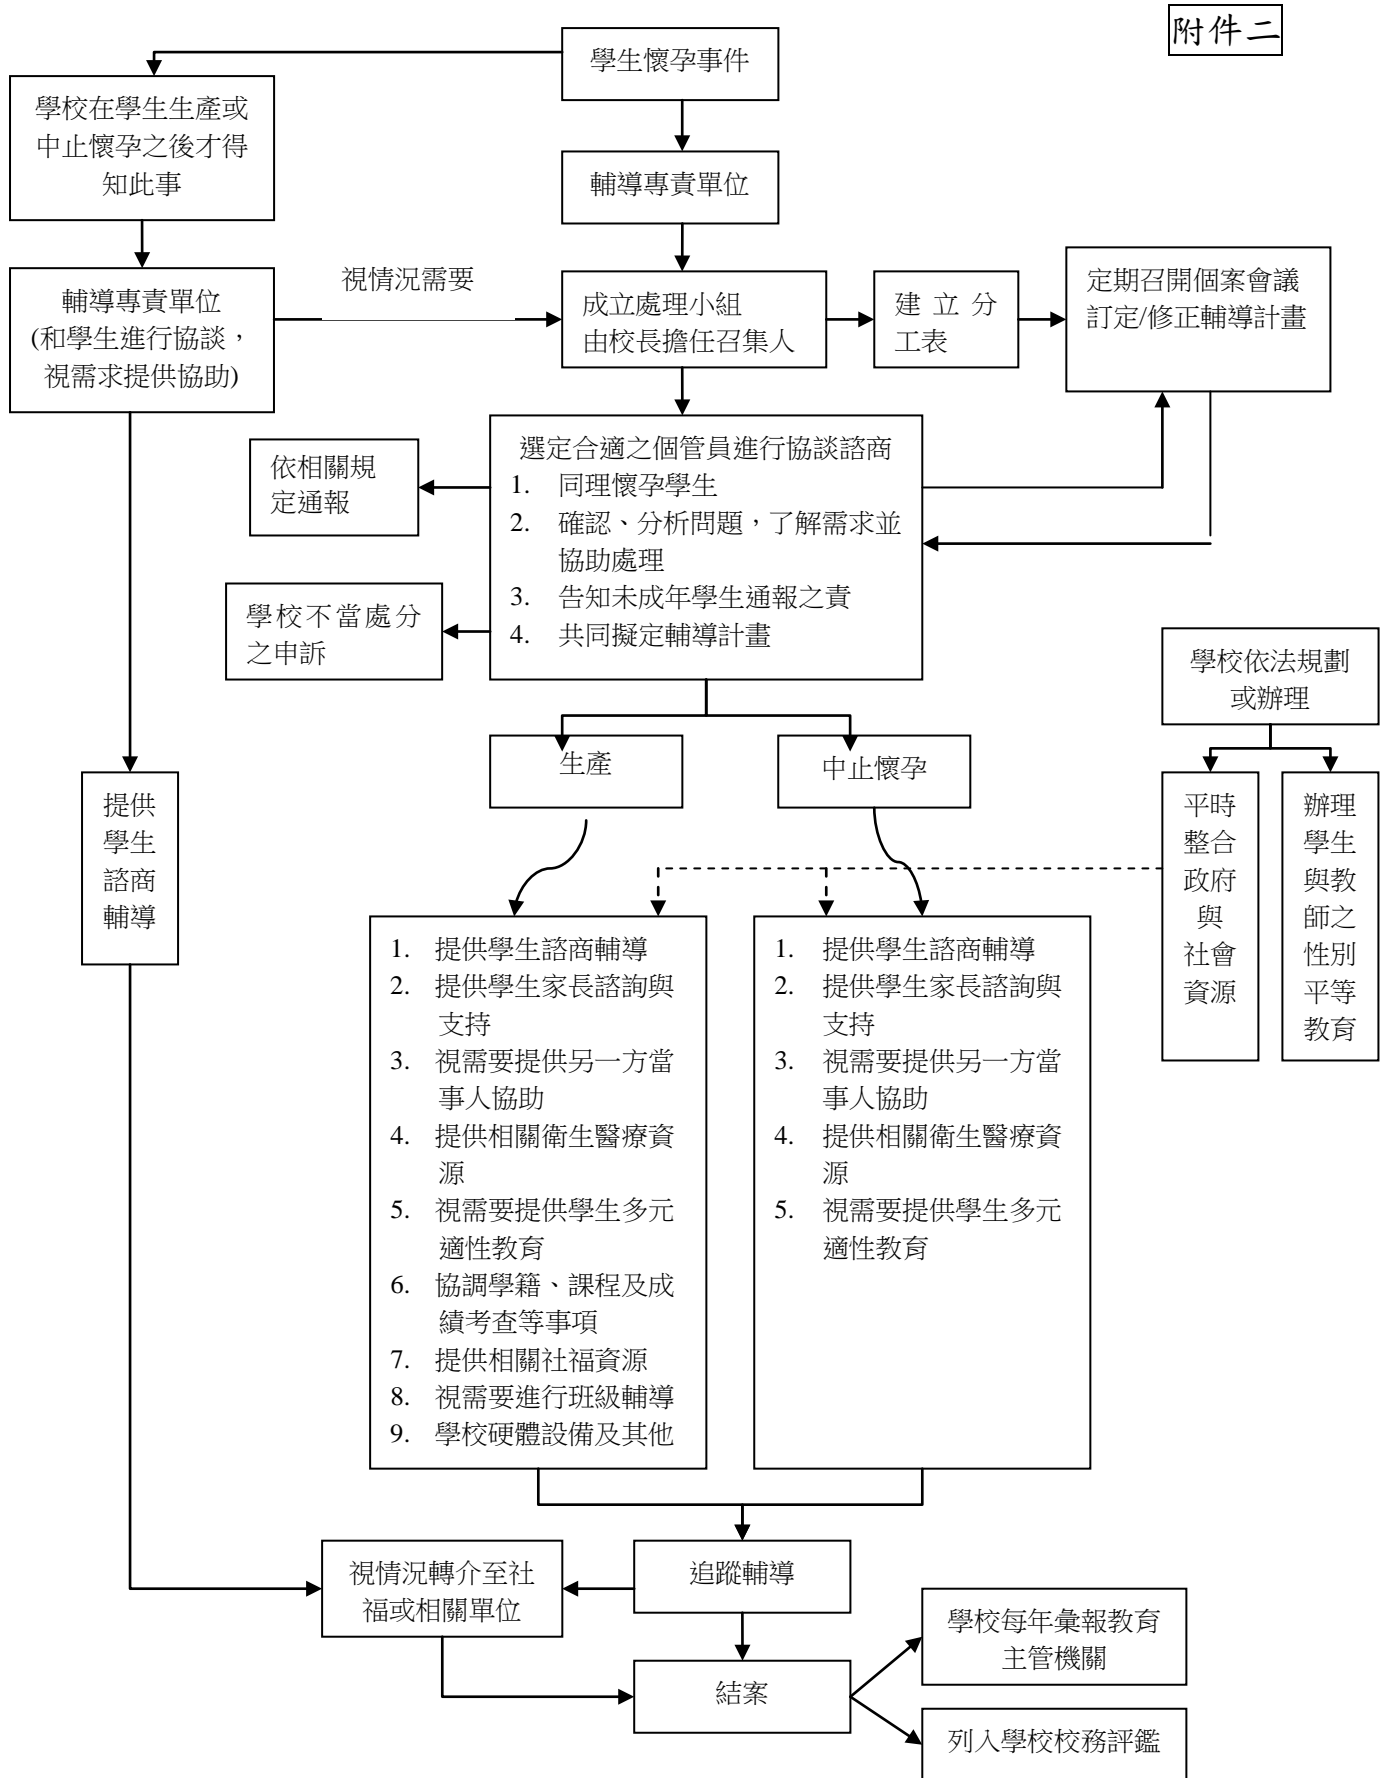 附件二
學生懷孕事件
學校在學生生產或
中止懷孕之後才得
知此事
輔導專責單位
輔導專責單位
(和學生進行協談，
視需求提供協助)
視情況需要
成立處理小組
由校長擔任召集人
建立分
工表
定期召開個案會議
訂定/修正輔導計畫
選定合適之個管員進行協談諮商
1. 同理懷孕學生
2. 確認、分析問題，了解需求並
協助處理
3. 告知未成年學生通報之責
4. 共同擬定輔導計畫
依相關規
定通報
學校不當處分
之申訴
學校依法規劃
或辦理
生產
中止懷孕
提供
學生
諮商
輔導
平時
整合
政府
與
社會
資源
辦理
學生
與教
師之
性別
平等
教育
1. 提供學生諮商輔導
2. 提供學生家長諮詢與
支持
3. 視需要提供另一方當
事人協助
4. 提供相關衛生醫療資
源
5. 視需要提供學生多元
適性教育
6. 協調學籍、課程及成
績考查等事項
7. 提供相關社福資源
8. 視需要進行班級輔導
9. 學校硬體設備及其他
1. 提供學生諮商輔導
2. 提供學生家長諮詢與
支持
3. 視需要提供另一方當
事人協助
4. 提供相關衛生醫療資
源
5. 視需要提供學生多元
適性教育
視情況轉介至社
福或相關單位
追蹤輔導
結案
學校每年彙報教育
主管機關
列入學校校務評鑑